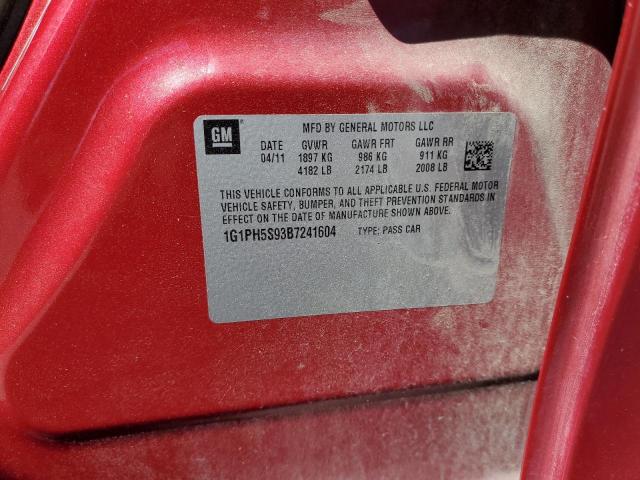 GM
MFD BY GENERAL MOTORS LLC
DATE GVWR GAWR FRT GAWR RR
04/11 1897 KG 986 KG 911 KG
4182 LB 2174 LB 2008 LB
THIS VEHICLE CONFORMS TO ALL APPLICABLE U.S. FEDERAL MOTOR
VEHICLE SAFETY, BUMPER, AND THEFT PREVENTION STANDARDS IN
EFFECT ON THE DATE OF MANUFACTURE SHOWN ABOVE.
1G1PH5S93B7241604 TYPE: PASS CAR